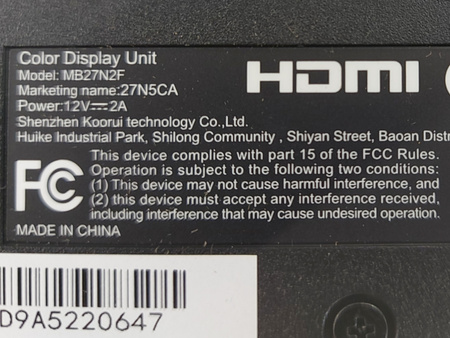 Color Display Unit
Model: MB27N2F
Marketing name:27N5CA
Power:12V⎓2A
HDMI
Shenzhen Koorui technology Co.,Ltd.
Huike Industrial Park, Shilong Community , Shiyan Street, Baoan Distr
This device complies with part 15 of the FCC Rules.
Operation is subject to the following two conditions:
(1) This device may not cause harmful interference, and
(2) this device must accept any interference received,
including interference that may cause undesired operation.
FC
MADE IN CHINA
D9A5220647